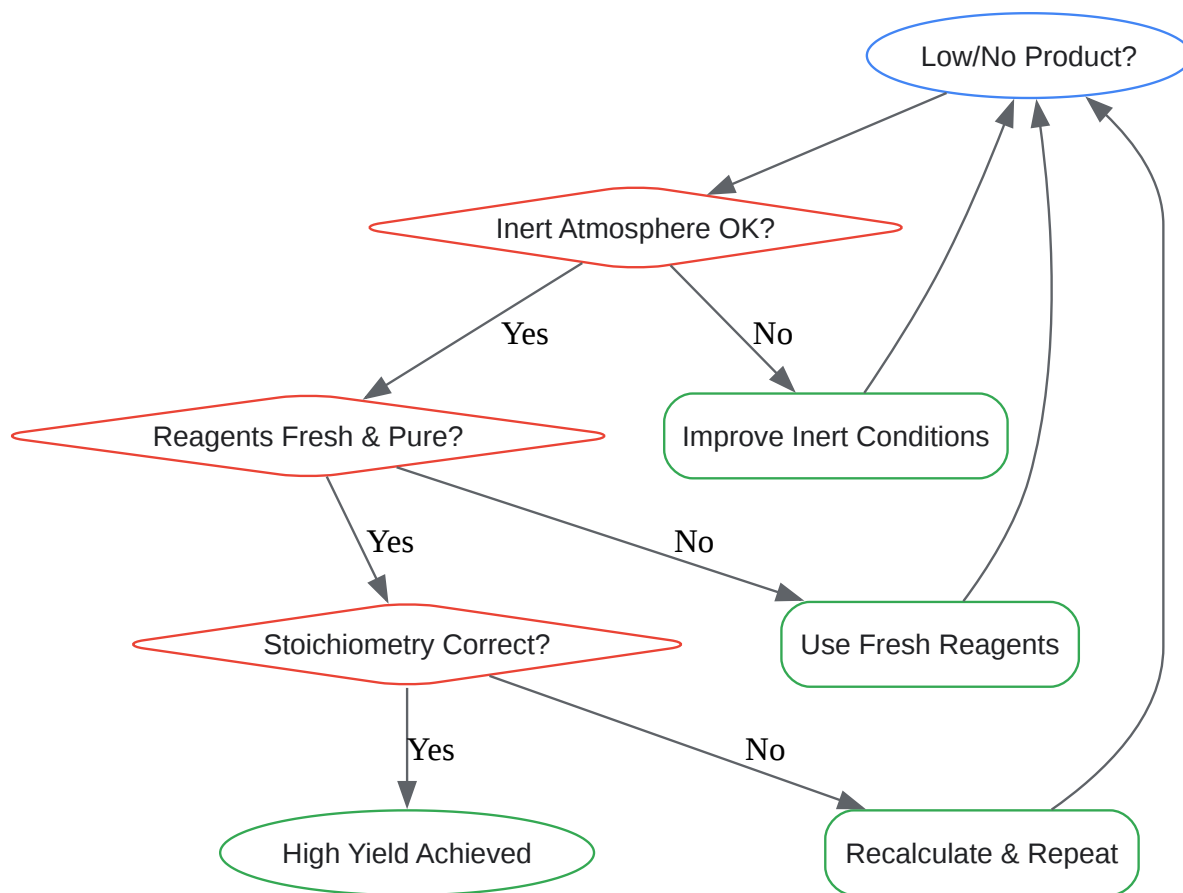 Low/No Product?
Inert Atmosphere OK?
Yes
No
Reagents Fresh & Pure?
Improve Inert Conditions
Yes
No
Stoichiometry Correct?
Use Fresh Reagents
Yes
No
High Yield Achieved
Recalculate & Repeat